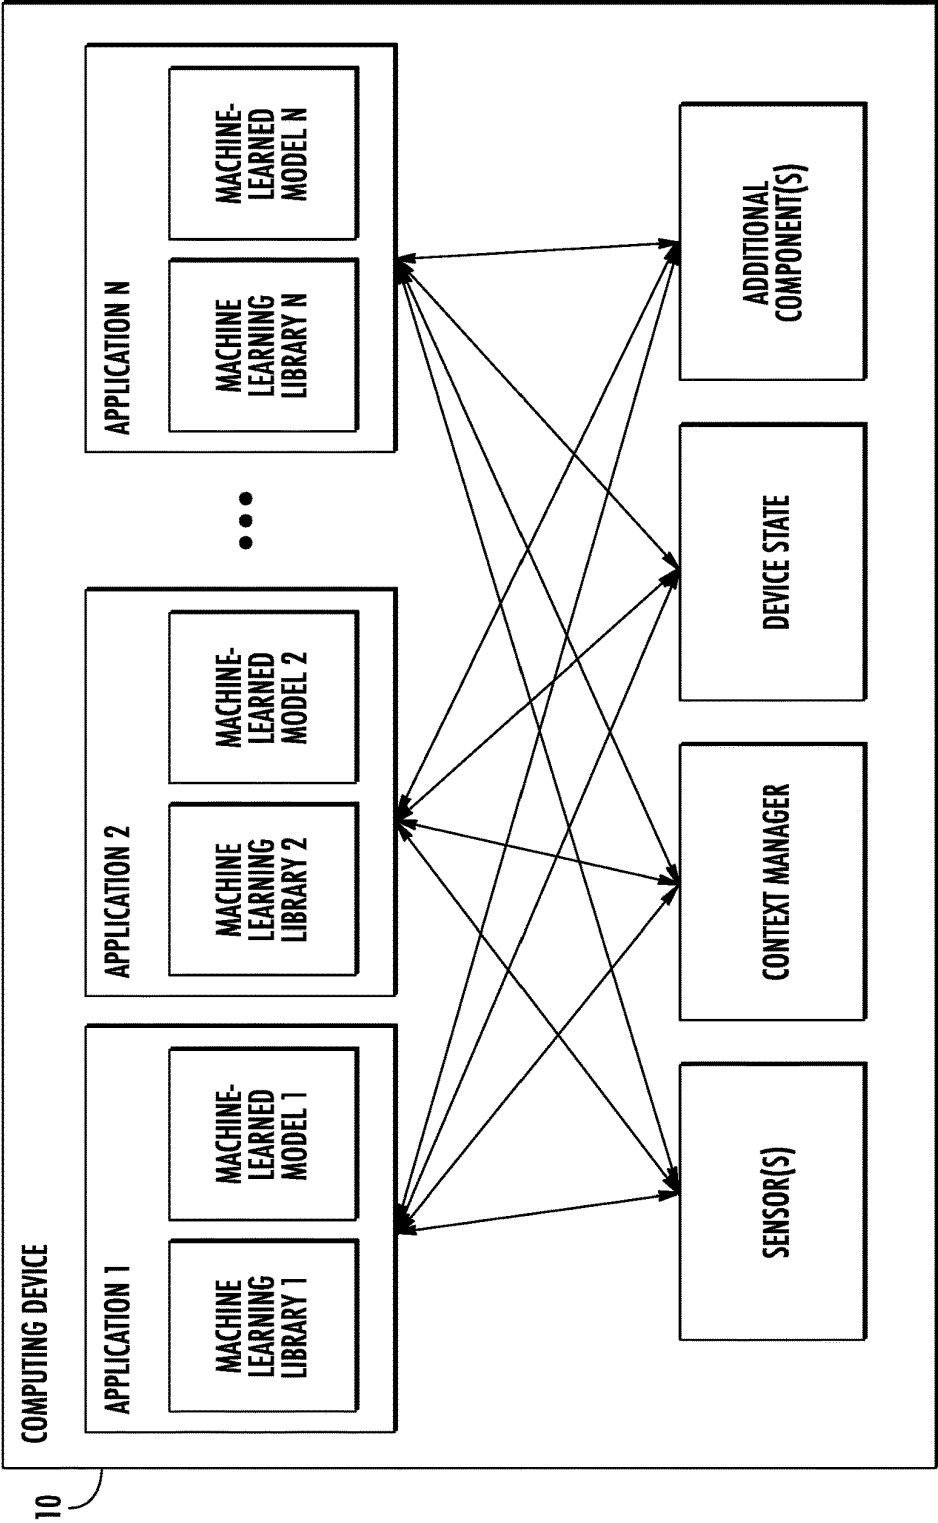 10
COMPUTING DEVICE
APPLICATION 1
MACHINE
LEARNING
LIBRARY 1
MACHINE-
LEARNED
MODEL 1
APPLICATION 2
MACHINE
LEARNING
LIBRARY 2
MACHINE-
LEARNED
MODEL 2
APPLICATION N
MACHINE
LEARNING
LIBRARY N
MACHINE-
LEARNED
MODEL N
SENSOR(S)
CONTEXT MANAGER
DEVICE STATE
ADDITIONAL
COMPONENT(S)